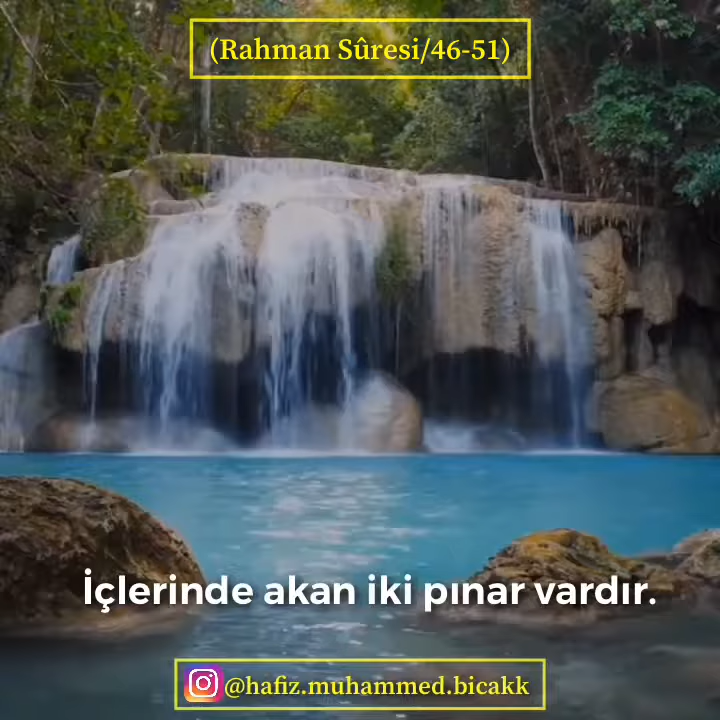 (Rahman Sûresi/46-51)
İçlerinde akan iki pınar vardır.
@hafiz.muhammed.bicakk